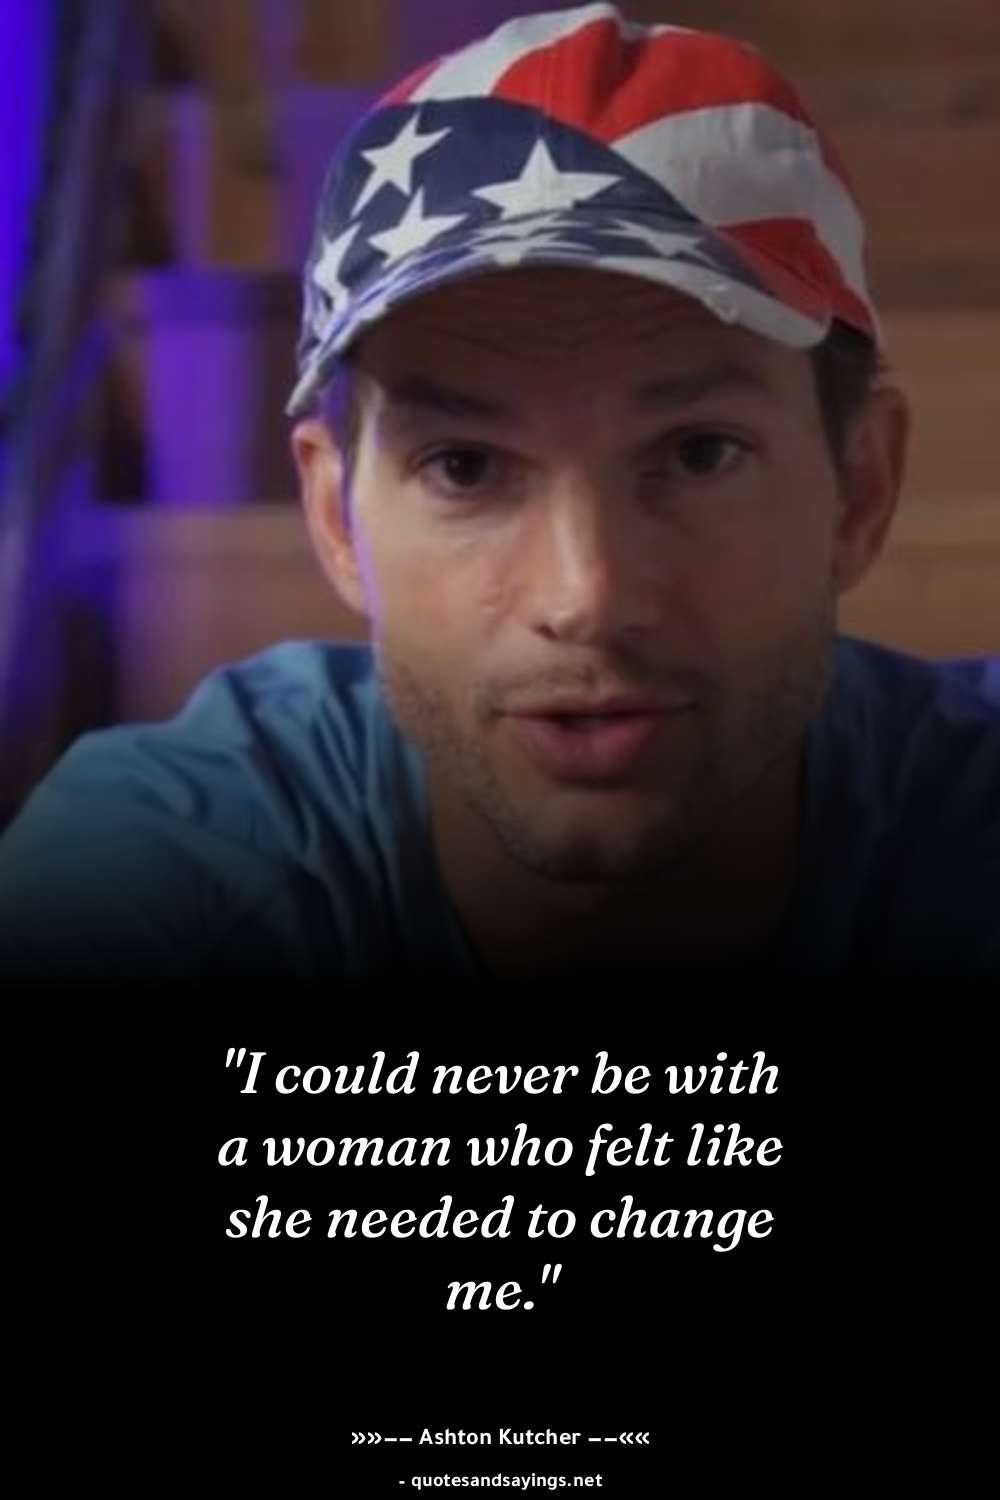 "I could never be with
a woman who felt like
she needed to change
me."
»»–– Ashton Kutcher ––««
- quotesandsayings.net